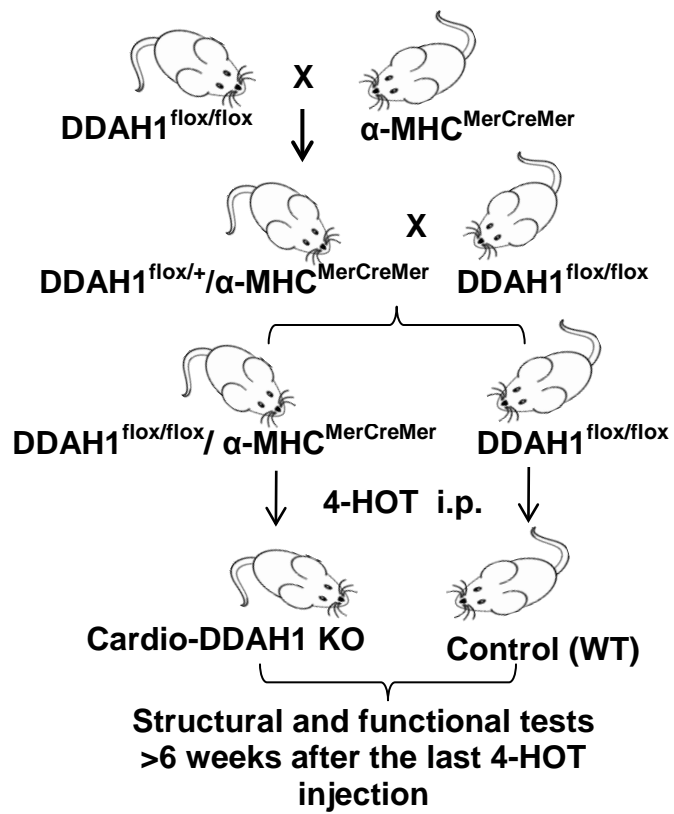 X
DDAH1flox/flox α-MHCMerCreMer
X
DDAH1flox/+/α-MHCMerCreMer DDAH1flox/flox
DDAH1flox/flox/ α-MHCMerCreMer DDAH1flox/flox
4-HOT i.p.
Cardio-DDAH1 KO Control (WT)
Structural and functional tests
>6 weeks after the last 4-HOT
injection